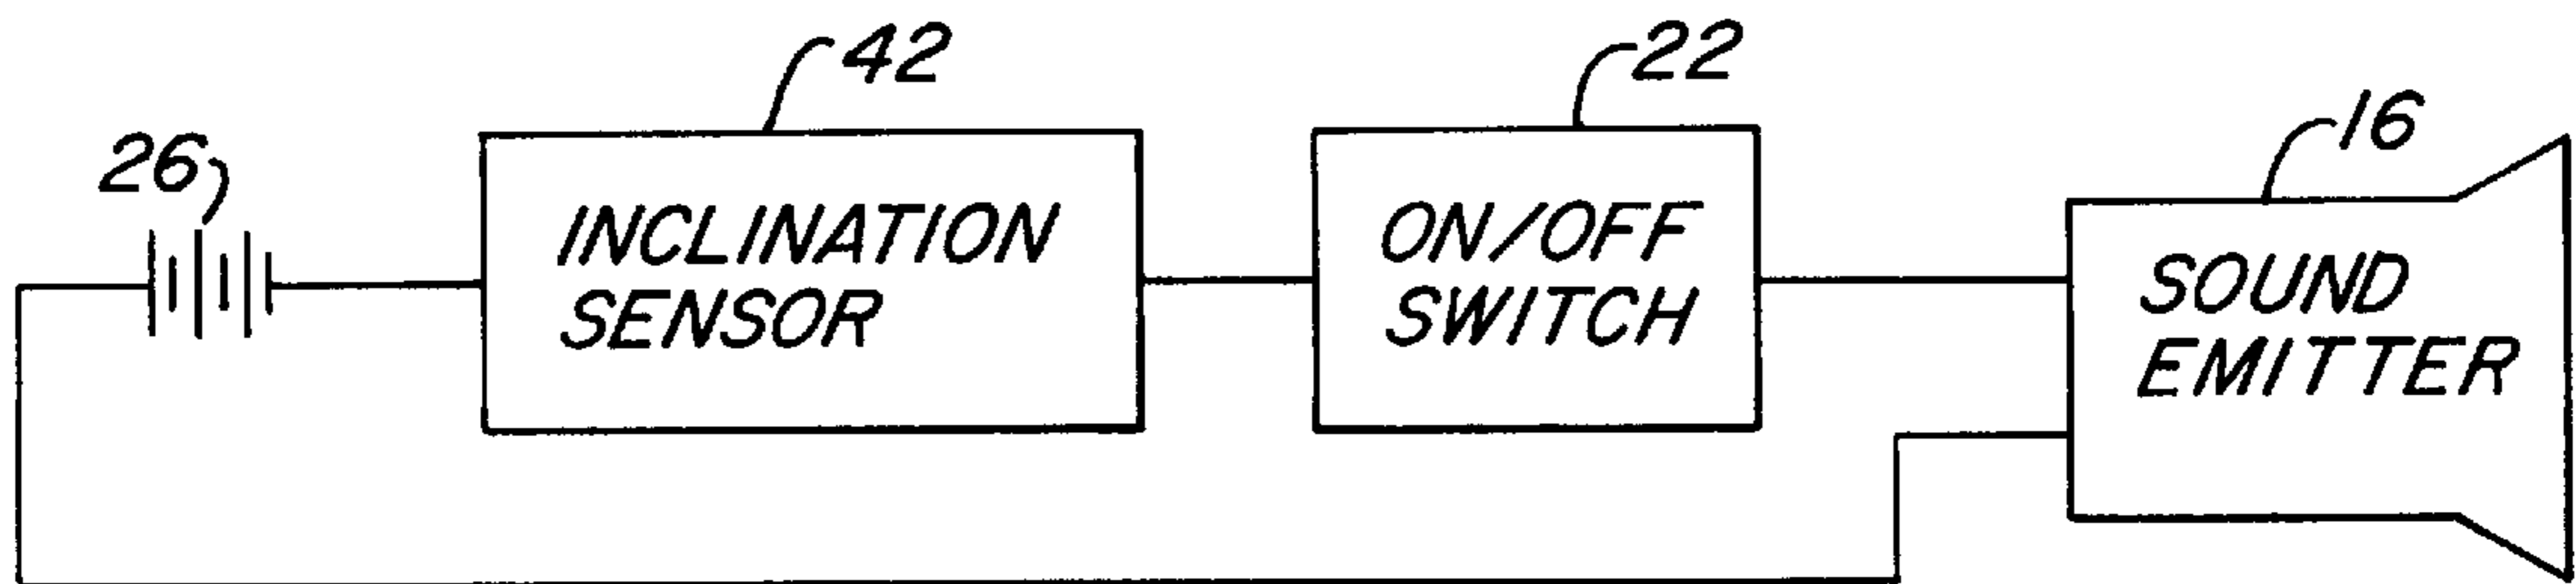 42
22
16
26
INCLINATION
SENSOR
ON/OFF
SWITCH
SOUND
EMITTER